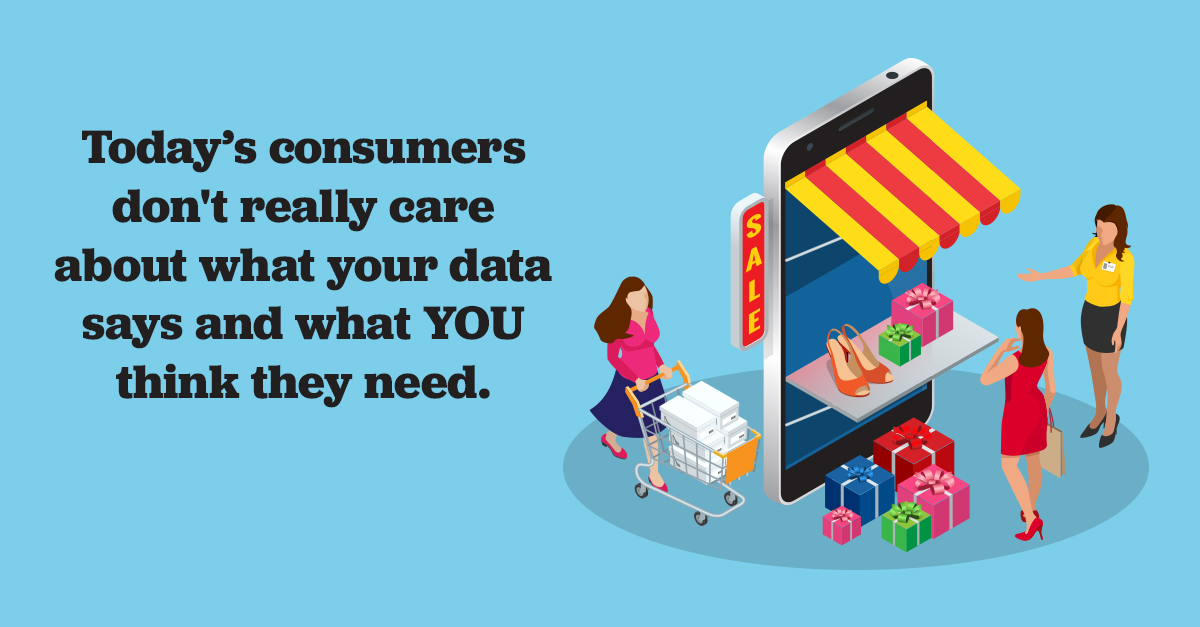 Today’s consumers
don't really care
about what your data
says and what YOU
think they need.
SALE